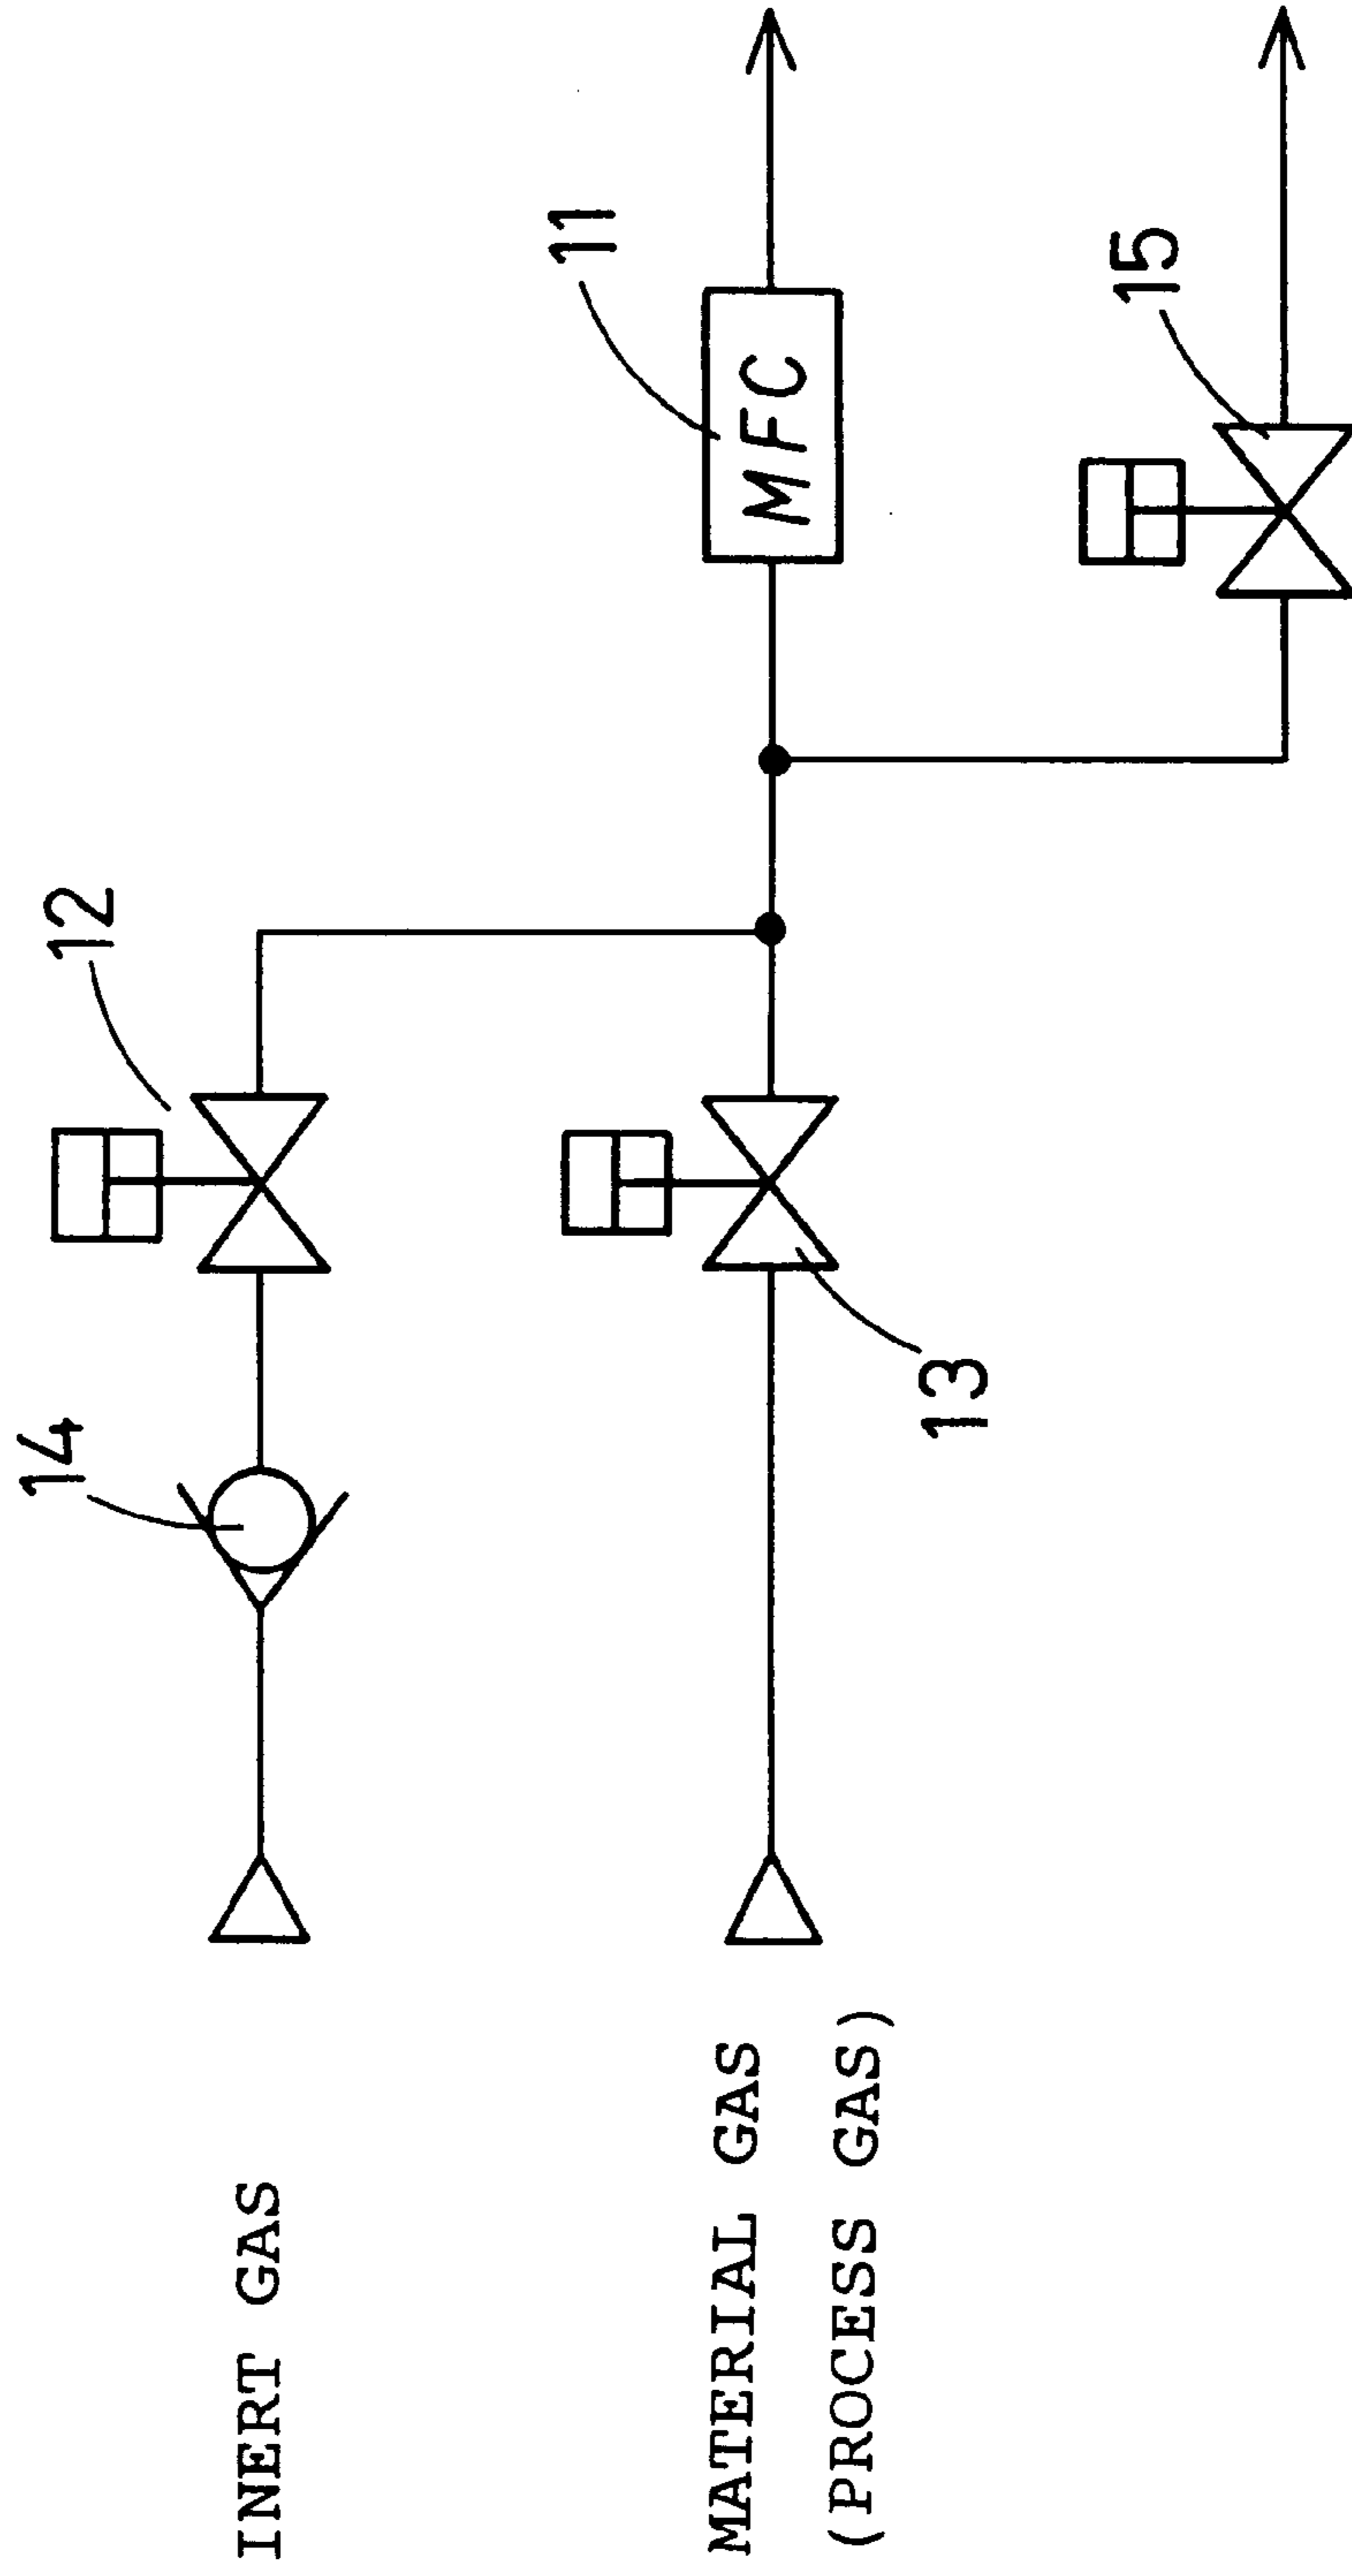 14
12
INERT GAS
11
MFC
MATERIAL GAS
(PROCESS GAS)
13
15